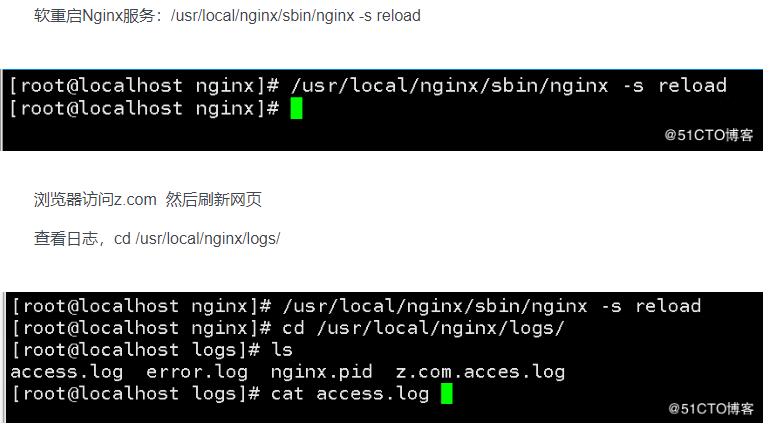 软重启Nginx服务：/usr/local/nginx/sbin/nginx -s reload
[root@localhost nginx]# /usr/local/nginx/sbin/nginx -s reload
[root@localhost nginx]#
@51CTO博客
浏览器访问z.com 然后刷新网页
查看日志，cd /usr/local/nginx/logs/
[root@localhost nginx]# /usr/local/nginx/sbin/nginx -s reload
[root@localhost nginx]# cd /usr/local/nginx/logs/
[root@localhost logs]# ls
access.log  error.log  nginx.pid  z.com.acces.log
[root@localhost logs]# cat access.log
@51CTO博客